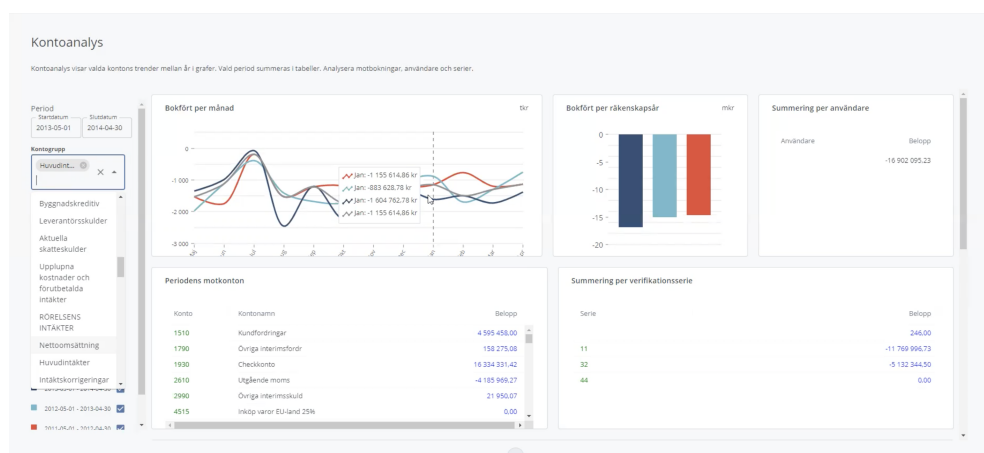 Kontoanalys
Kontoanalys visar valda kontons trender mellan år i grafer. Vald period summeras i tabeller. Analysera motbokningar, användare och serier.
Period
Startdatum Slutdatum
2013-05-01 2014-04-30
Kontogrupp
Huvudint...
Byggnadskreditiv
Leverantörsskulder
Aktuella
skatteskulder
Upplupna
kostnader och
förutbetalda
intäkter
RÖRELSENS
INTÄKTER
Nettoomsättning
Huvudintäkter
Intäktskorrigeringar
2012-05-01 - 2013-04-30
2011-05-01 - 2012-04-30
Bokfört per månad tkr
0
-1 000
-2 000
-3 000
Jan: -1 155 614,86 kr
Jan: -883 628,78 kr
Jan: -1 604 762,78 kr
Jan: -1 155 614,86 kr
Bokfört per räkenskapsår mkr
0
-5
-10
-15
-20
Summering per användare
Användare Belopp
-16 902 095,23
Periodens motkonton
Konto Kontonamn Belopp
1510 Kundfordringar 4 595 458,00
1790 Övriga interimsfordr 158 275,08
1930 Checkkonto 16 334 331,42
2610 Utgående moms -4 185 969,27
2990 Övriga interimsskuld 21 950,07
4515 Inköp varor EU-land 25% 0,00
Summering per verifikationsserie
Serie Belopp
246,00
11 -11 769 996,73
32 -5 132 344,50
44 0,00